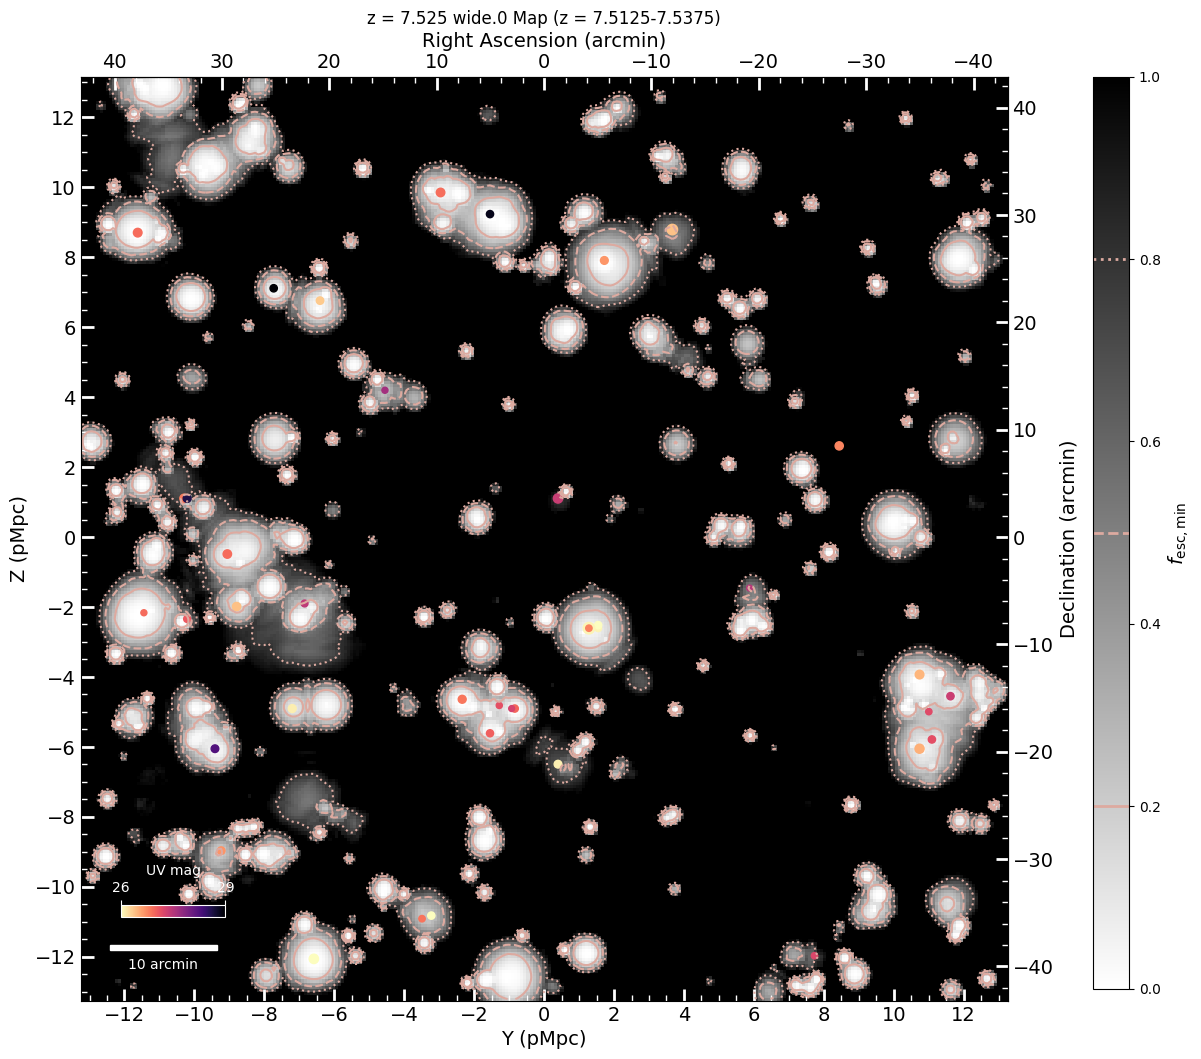 z = 7.525 wide.0 Map (z = 7.5125-7.5375)
Right Ascension (arcmin)
40 30 20 10 0 −10 −20 −30 −40
12
10
8
6
4
2
0
−2
−4
−6
−8
−10
−12
Z (pMpc)
40
30
20
10
0
−10
−20
−30
−40
Declination (arcmin)
UV mag
26 29
10 arcmin
−12 −10 −8 −6 −4 −2 0 2 4 6 8 10 12
Y (pMpc)
1.0
0.8
0.6
0.4
0.2
0.0
fesc,min